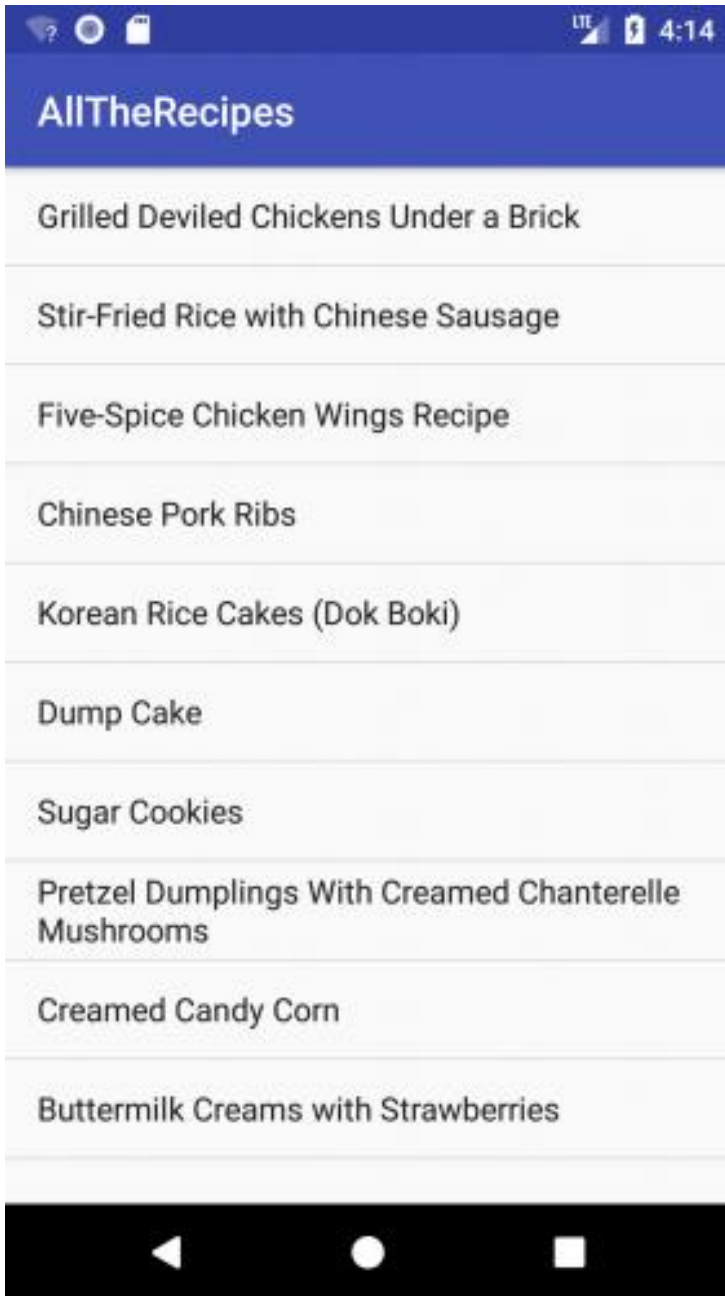 LTE 4:14
AllTheRecipes
Grilled Deviled Chickens Under a Brick
Stir-Fried Rice with Chinese Sausage
Five-Spice Chicken Wings Recipe
Chinese Pork Ribs
Korean Rice Cakes (Dok Boki)
Dump Cake
Sugar Cookies
Pretzel Dumplings With Creamed Chanterelle
Mushrooms
Creamed Candy Corn
Buttermilk Creams with Strawberries